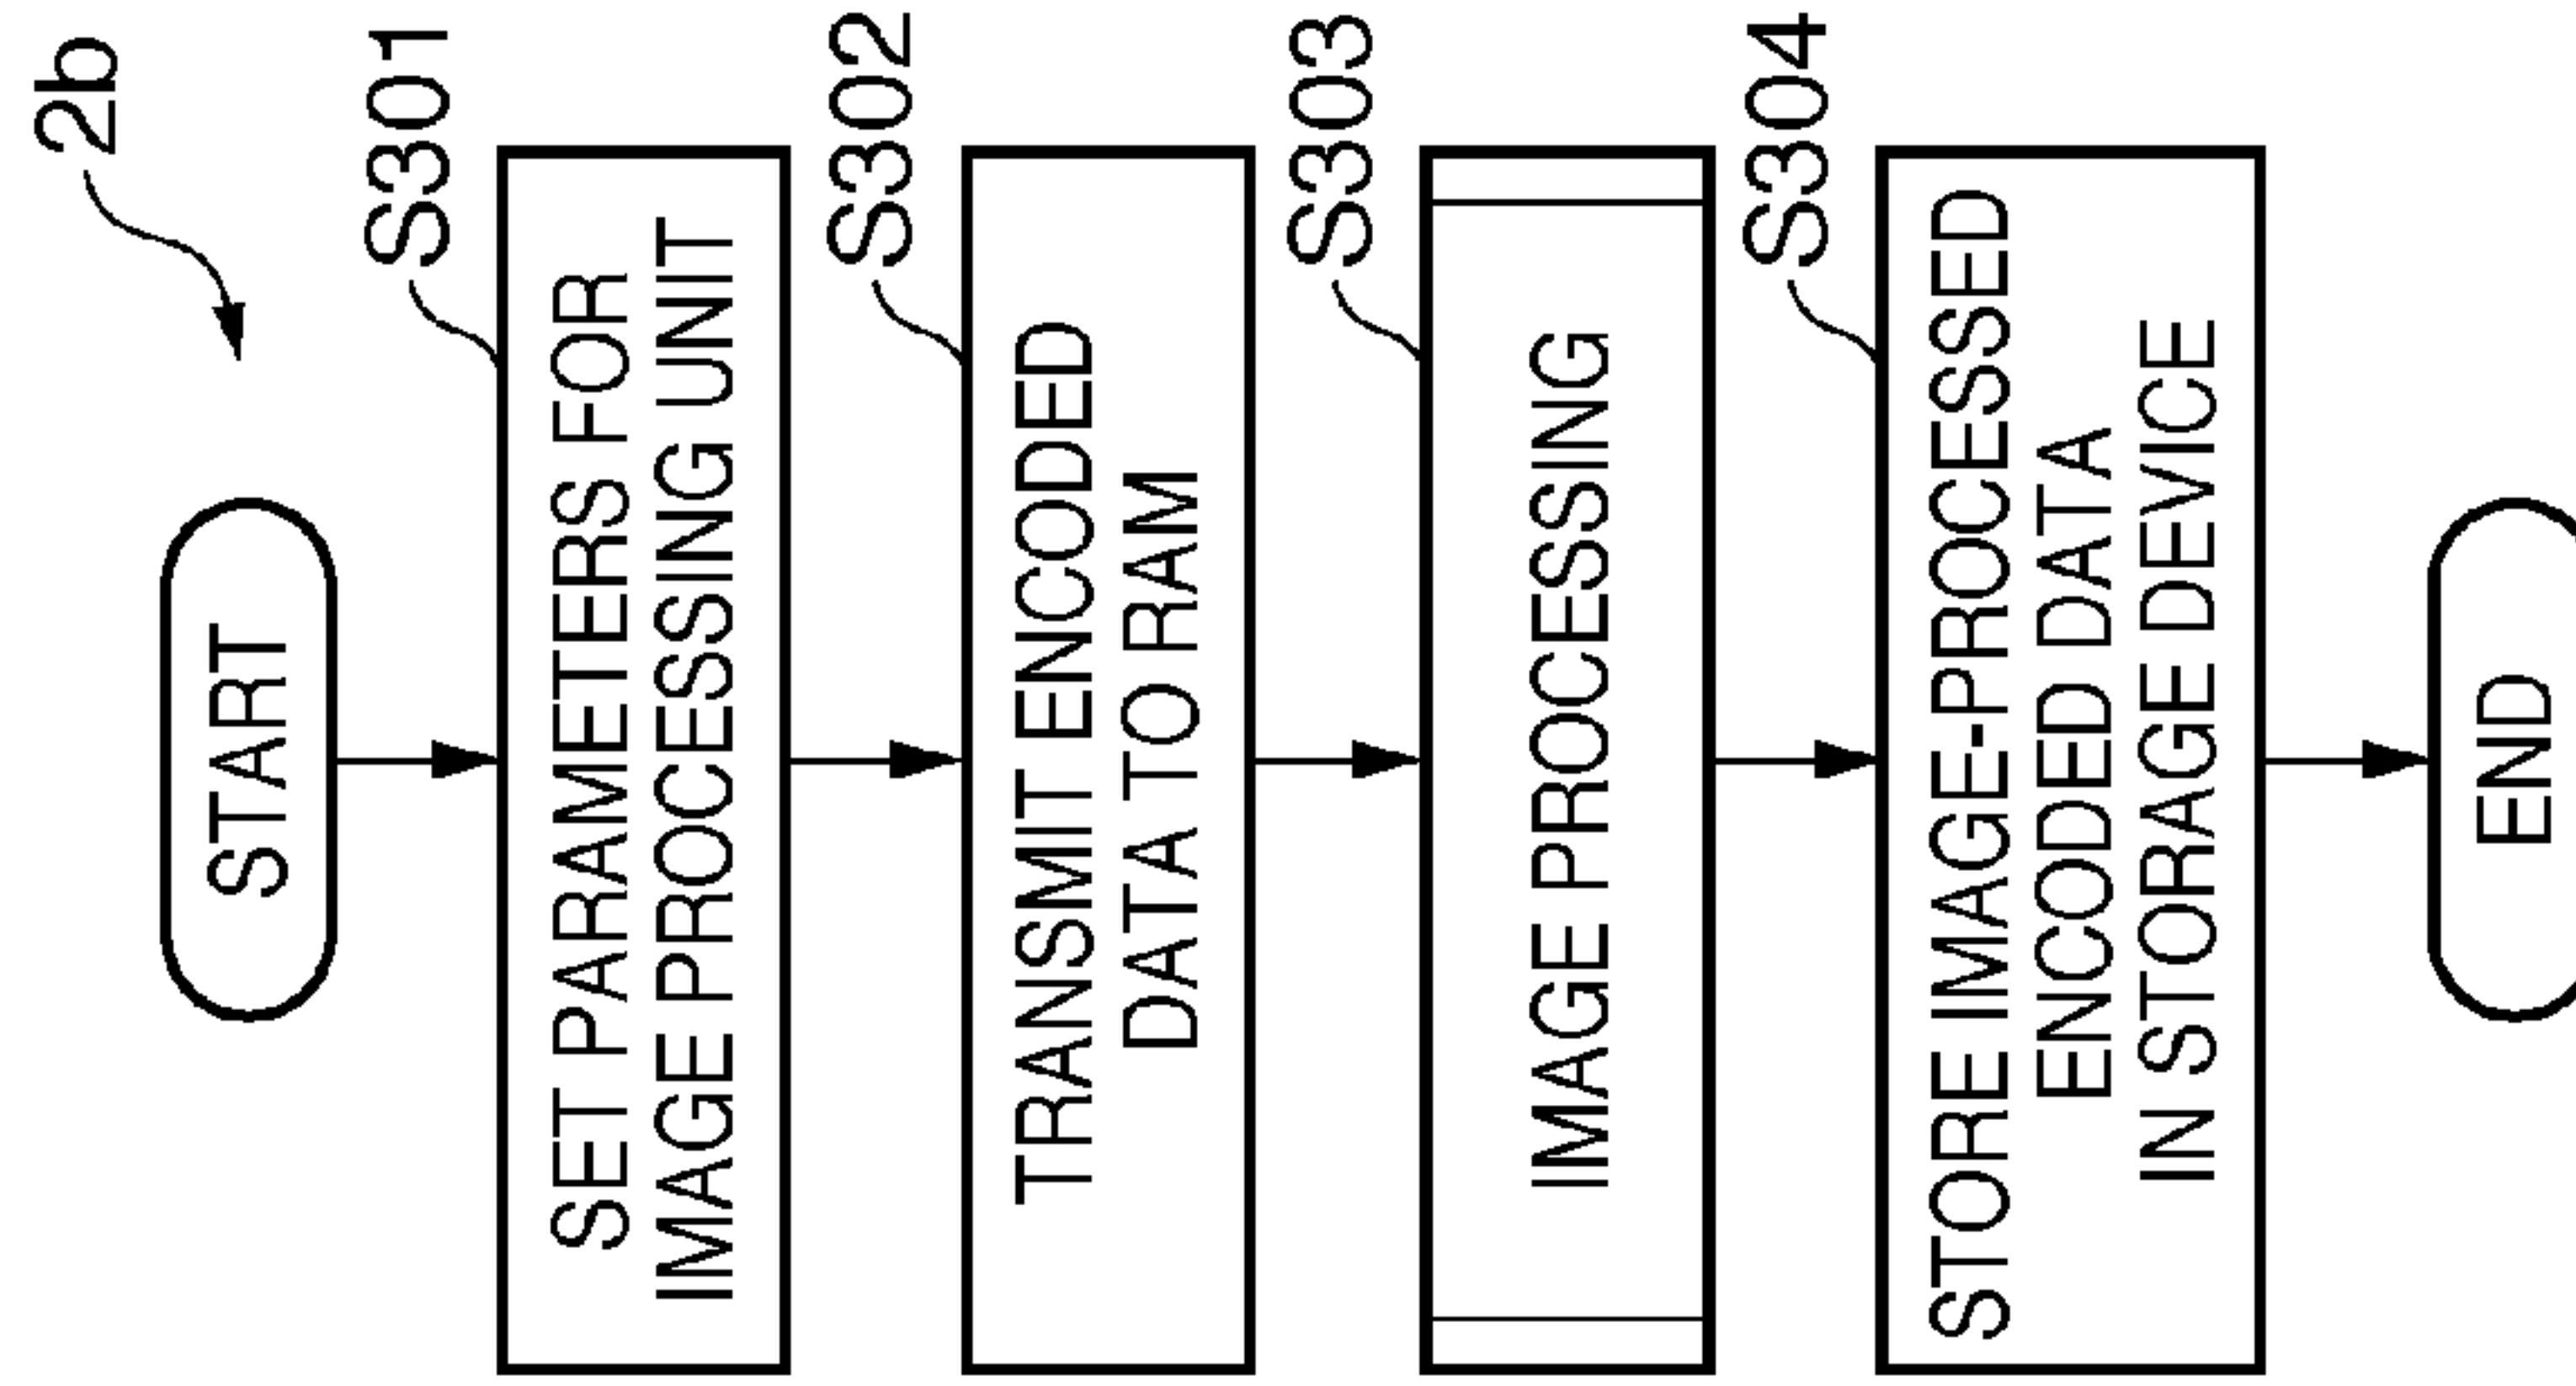 2b
START
S301
SET PARAMETERS FOR
IMAGE PROCESSING UNIT
S302
TRANSMIT ENCODED
DATA TO RAM
S303
IMAGE PROCESSING
S304
STORE IMAGE-PROCESSED
ENCODED DATA
IN STORAGE DEVICE
END